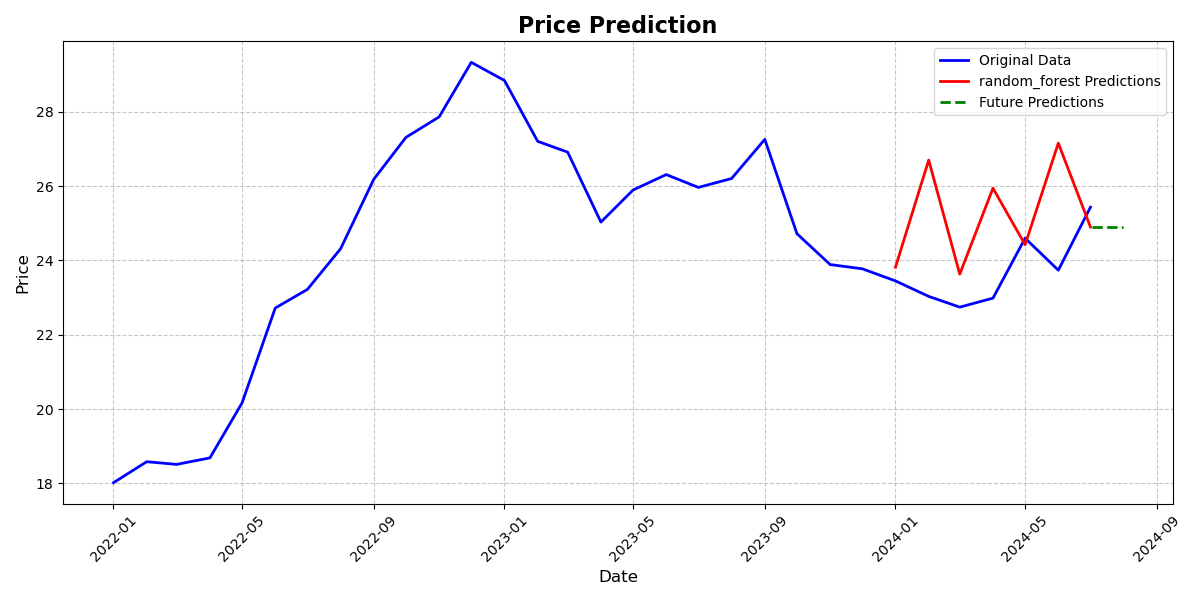 Price Prediction
Original Data
random_forest Predictions
Future Predictions
Price
28
26
24
22
20
18
2022-01
2022-05
2022-09
2023-01
2023-05
2023-09
2024-01
2024-05
2024-09
Date